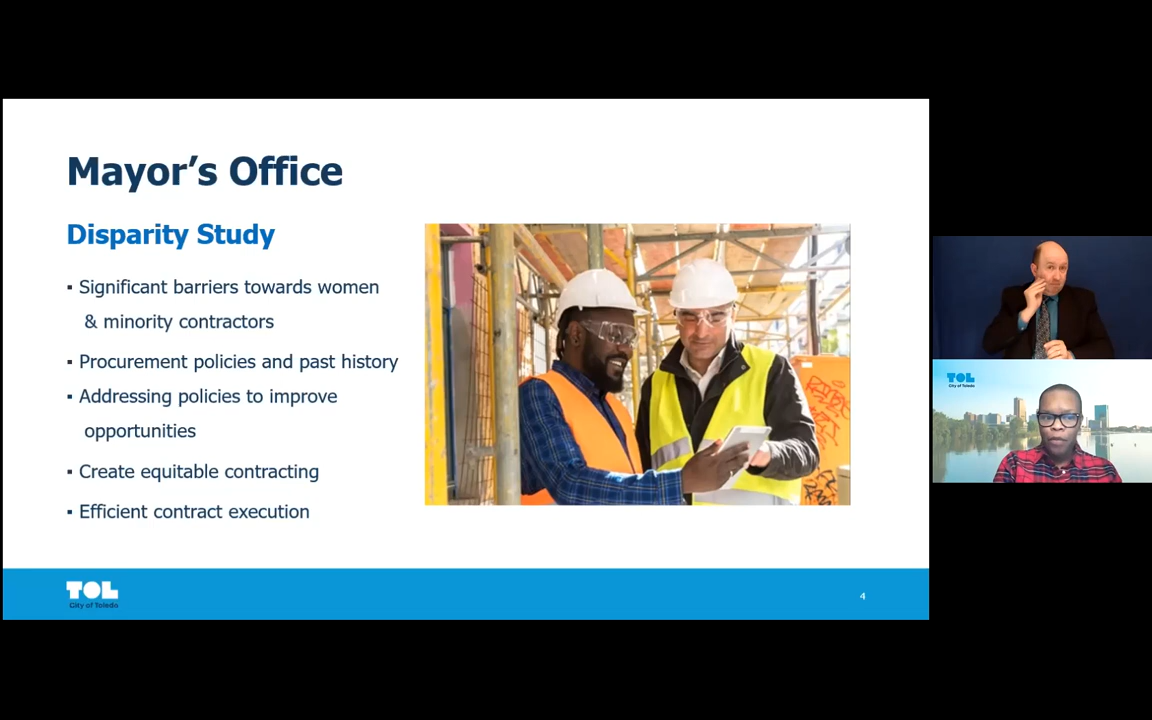 Mayor's Office
Disparity Study
▪ Significant barriers towards women
& minority contractors
▪ Procurement policies and past history
▪ Addressing policies to improve
opportunities
▪ Create equitable contracting
▪ Efficient contract execution
TOL
City of Toledo
4
TOL
City of Toledo